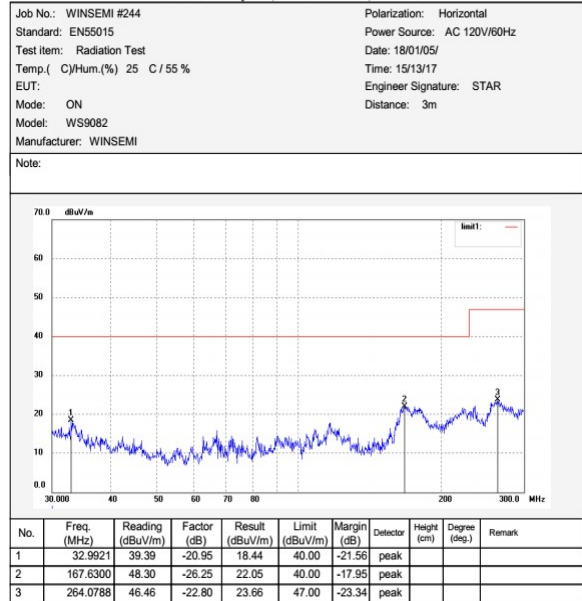 Job No.: WINSEMI #244 Polarization: Horizontal
Standard: EN55015 Power Source: AC 120V/60Hz
Test item: Radiation Test Date: 18/01/05/
Temp.( C)/Hum.(%) 25 C / 55 % Time: 15/13/17
EUT: Engineer Signature: STAR
Mode: ON Distance: 3m
Model: WS9082
Manufacturer: WINSEMI
Note:
70.0 dBuV/m
limit1:
60
50
40
30
20
10
0.0
1
2
3
30.000 40 50 60 70 80 200 300.0 MHz
No. Freq. (MHz) Reading (dBuV/m) Factor (dB) Result (dBuV/m) Limit (dBuV/m) Margin (dB) Detector Height (cm) Degree (deg.) Remark
1 32.9921 39.39 -20.95 18.44 40.00 -21.56 peak
2 167.6300 48.30 -26.25 22.05 40.00 -17.95 peak
3 264.0788 46.46 -22.80 23.66 47.00 -23.34 peak